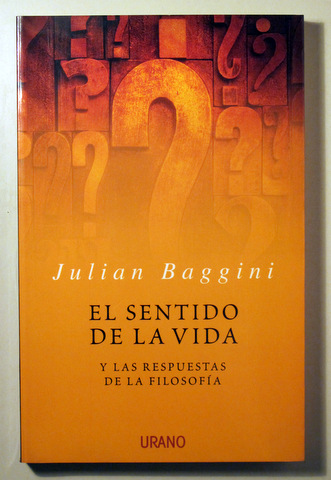 Julian Baggini
EL SENTIDO
DE LA VIDA
Y LAS RESPUESTAS
DE LA FILOSOFÍA
URANO